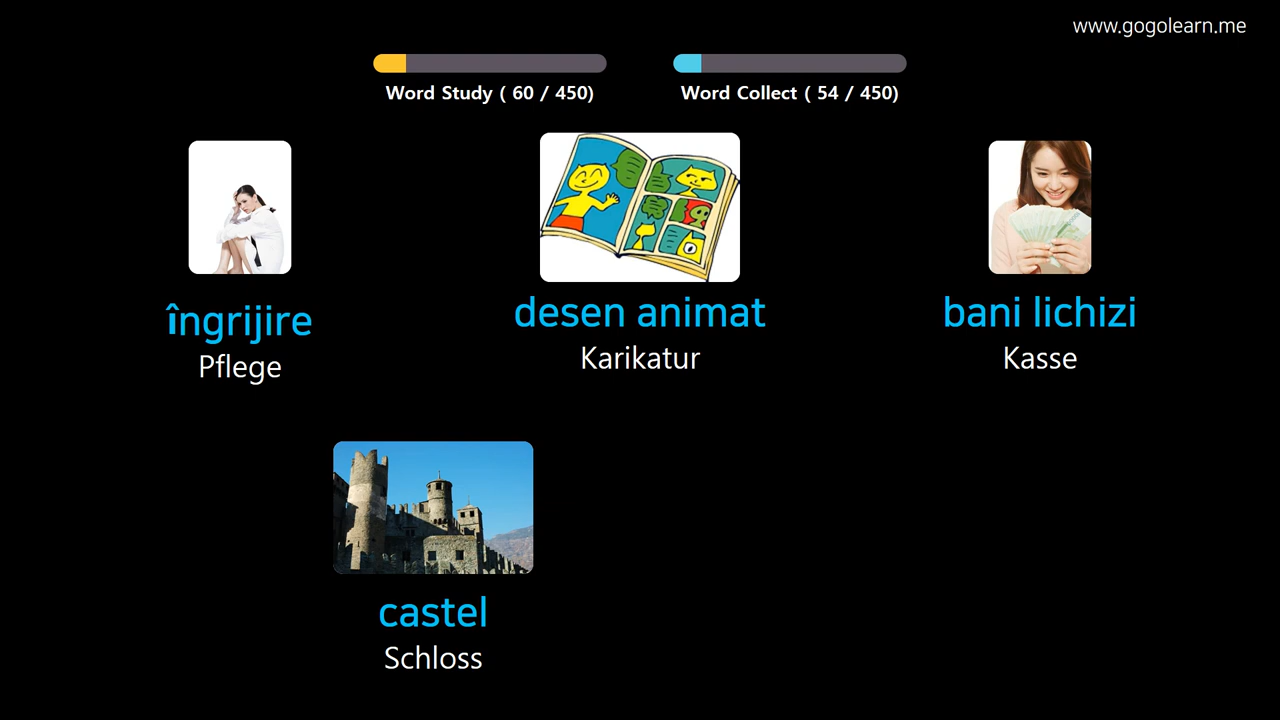 www.gogolearn.me
Word Study ( 60 / 450)
Word Collect ( 54 / 450)
îngrijire
Pflege
desen animat
Karikatur
bani lichizi
Kasse
castel
Schloss